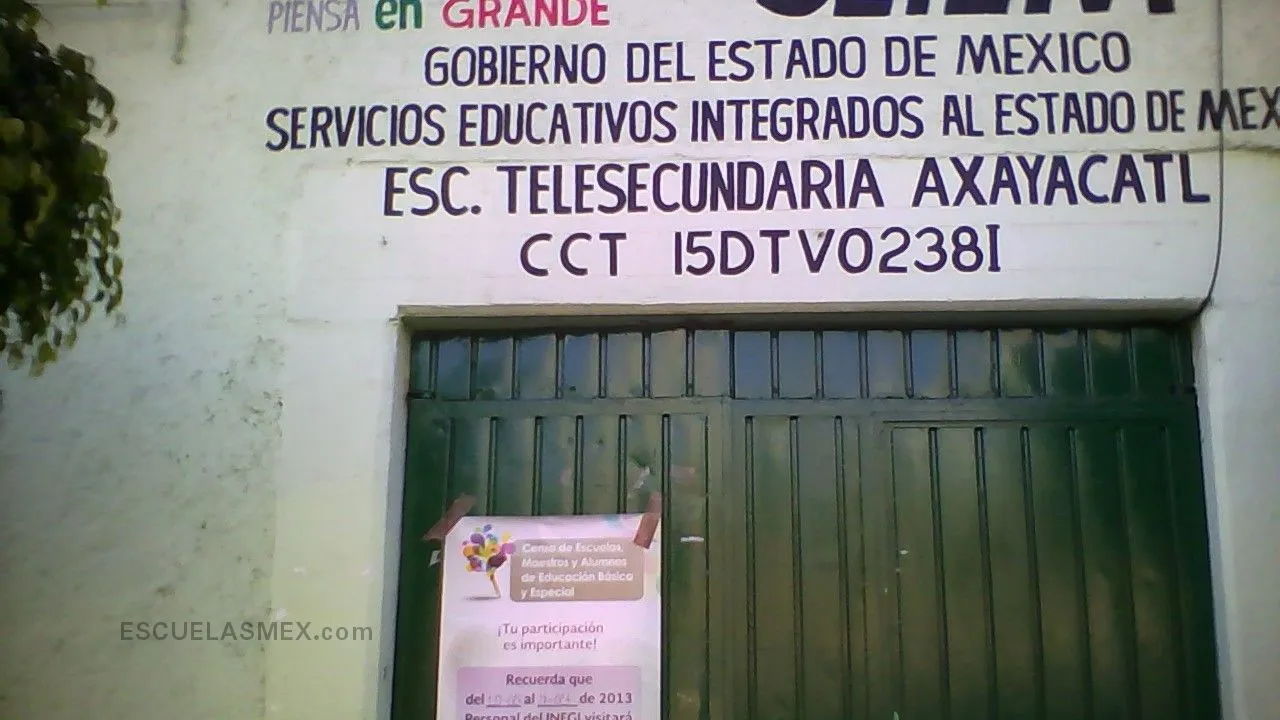 PIENSA en GRANDE
GOBIERNO DEL ESTADO DE MEXICO
SERVICIOS EDUCATIVOS INTEGRADOS AL ESTADO DE MEX
ESC. TELESECUNDARIA AXAYACATL
CCT 15DTV0238I
Censo de Escuelas,
Maestros y Alumnos
de Educación Básica
y Especial
¡Tu participación
es importante!
Recuerda que
del al de 2013
Personal del INEGI visitará
ESCUELASMEX.com